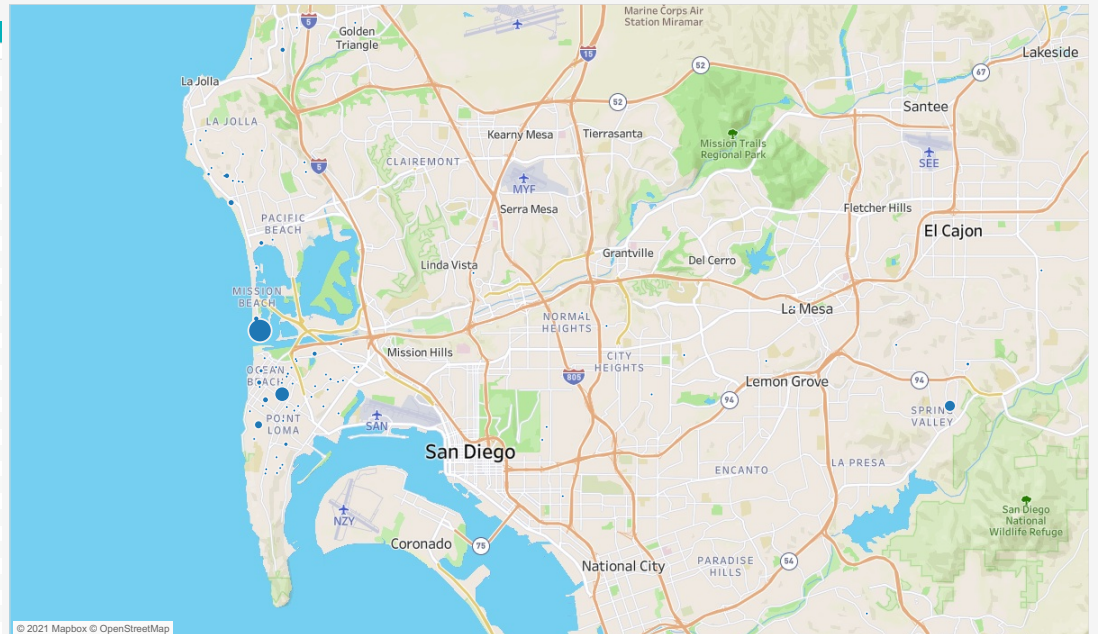 Marine Corps Air
Station Miramar
5
Golden
Triangle
15
Lakeside
52
67
La Jolla
52
Santee
LA JOLLA
Kearny Mesa
Tierrasanta
Mission Trails
Regional Park
CLAIREMONT
5
SEE
MYF
Serra Mesa
Fletcher Hills
PACIFIC
BEACH
El Cajon
Grantville
Del Cerro
Linda Vista
MISSION
BEACH
La Mesa
NORMAL
HEIGHTS
Mission Hills
CITY
HEIGHTS
OCEAN
BEACH
805
Lemon Grove
94
94
SPRING
VALLEY
SAN
POINT
LOMA
San Diego
ENCANTO
LA PRESA
NZY
San Diego
National
Wildlife Refuge
Coronado
75
National City
PARADISE
HILLS
54
© 2021 Mapbox © OpenStreetMap